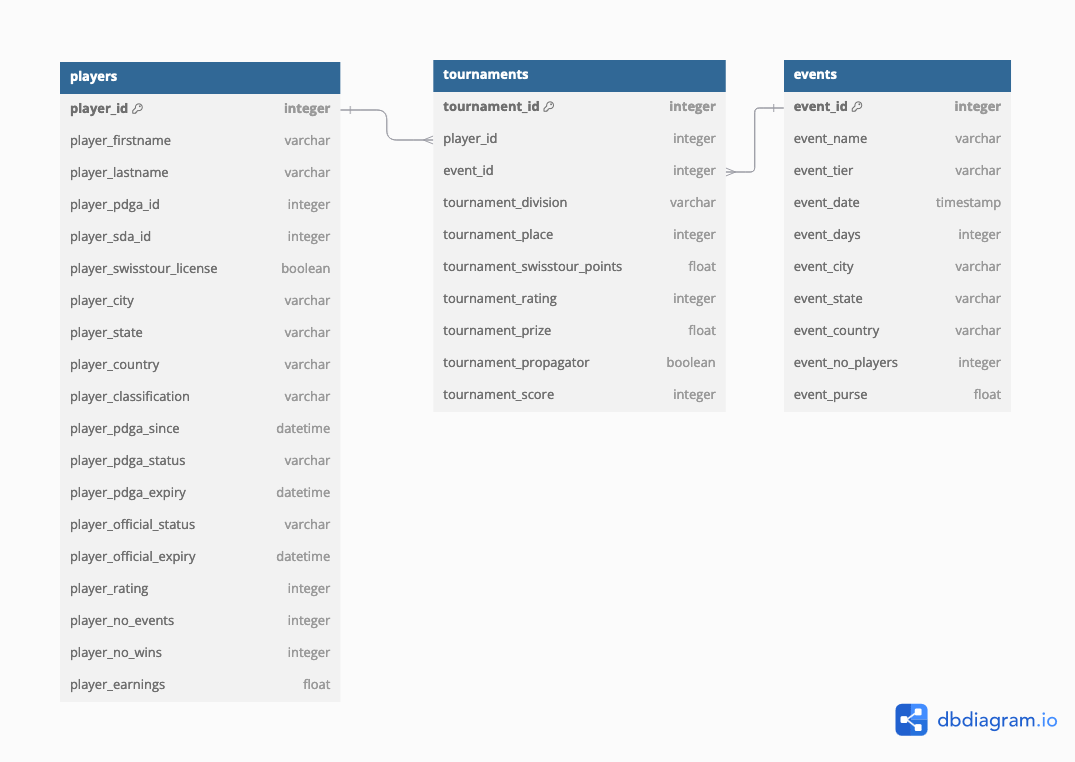 players
player_id integer
player_firstname varchar
player_lastname varchar
player_pdga_id integer
player_sda_id integer
player_swisstour_license boolean
player_city varchar
player_state varchar
player_country varchar
player_classification varchar
player_pdga_since datetime
player_pdga_status varchar
player_pdga_expiry datetime
player_official_status varchar
player_official_expiry datetime
player_rating integer
player_no_events integer
player_no_wins integer
player_earnings float
tournaments
tournament_id integer
player_id integer
event_id integer
tournament_division varchar
tournament_place integer
tournament_swisstour_points float
tournament_rating integer
tournament_prize float
tournament_propagator boolean
tournament_score integer
events
event_id integer
event_name varchar
event_tier varchar
event_date timestamp
event_days integer
event_city varchar
event_state varchar
event_country varchar
event_no_players integer
event_purse float
dbdiagram.io